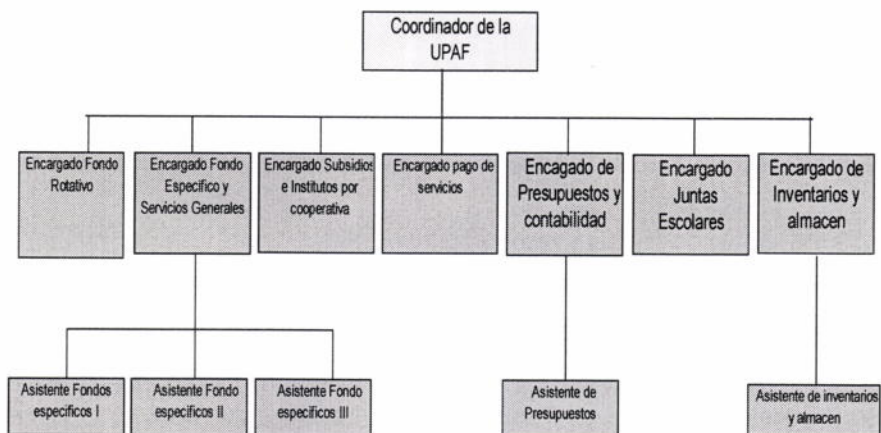 Coordinador de la
UPAF
Encargado Fondo
Rotativo
Encargado Fondo
Especifico y
Servicios Generales
Encargado Subsidios
e Institutos por
cooperativa
Encargado pago de
servicios
Encagado de
Presupuestos y
contabilidad
Encargado
Juntas
Escolares
Encargado de
Inventarios y
almacen
Asistente Fondos
especificos I
Asistente Fondo
especificos II
Asistente Fondo
especificos III
Asistente de
Presupuestos
Asistente de inventarios
y almacen